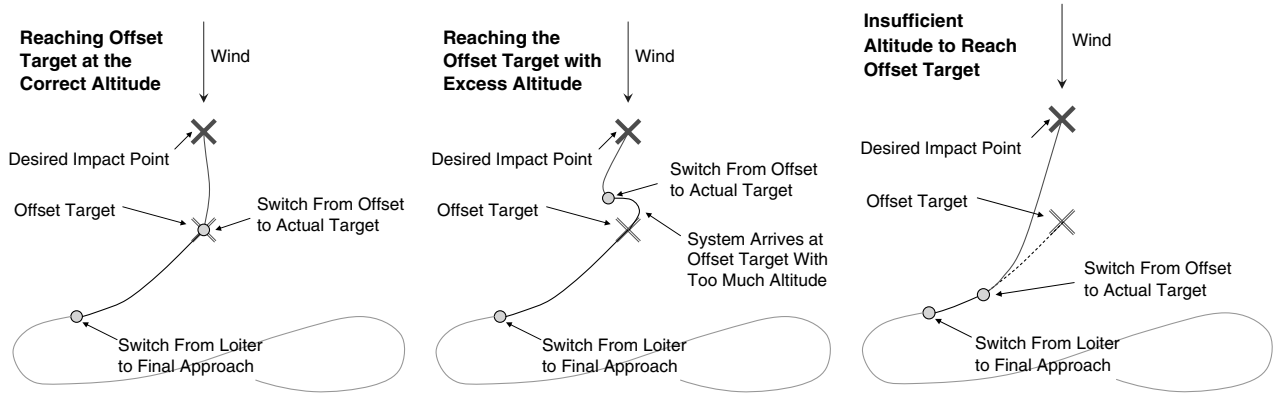 Reaching Offset
Target at the
Correct Altitude
Wind
Desired Impact Point
Offset Target
Switch From Offset
to Actual Target
Switch From Loiter
to Final Approach
Reaching the
Offset Target with
Excess Altitude
Wind
Desired Impact Point
Switch From Offset
to Actual Target
Offset Target
System Arrives at
Offset Target With
Too Much Altitude
Switch From Loiter
to Final Approach
Insufficient
Altitude to Reach
Offset Target
Wind
Desired Impact Point
Offset Target
Switch From Offset
to Actual Target
Switch From Loiter
to Final Approach